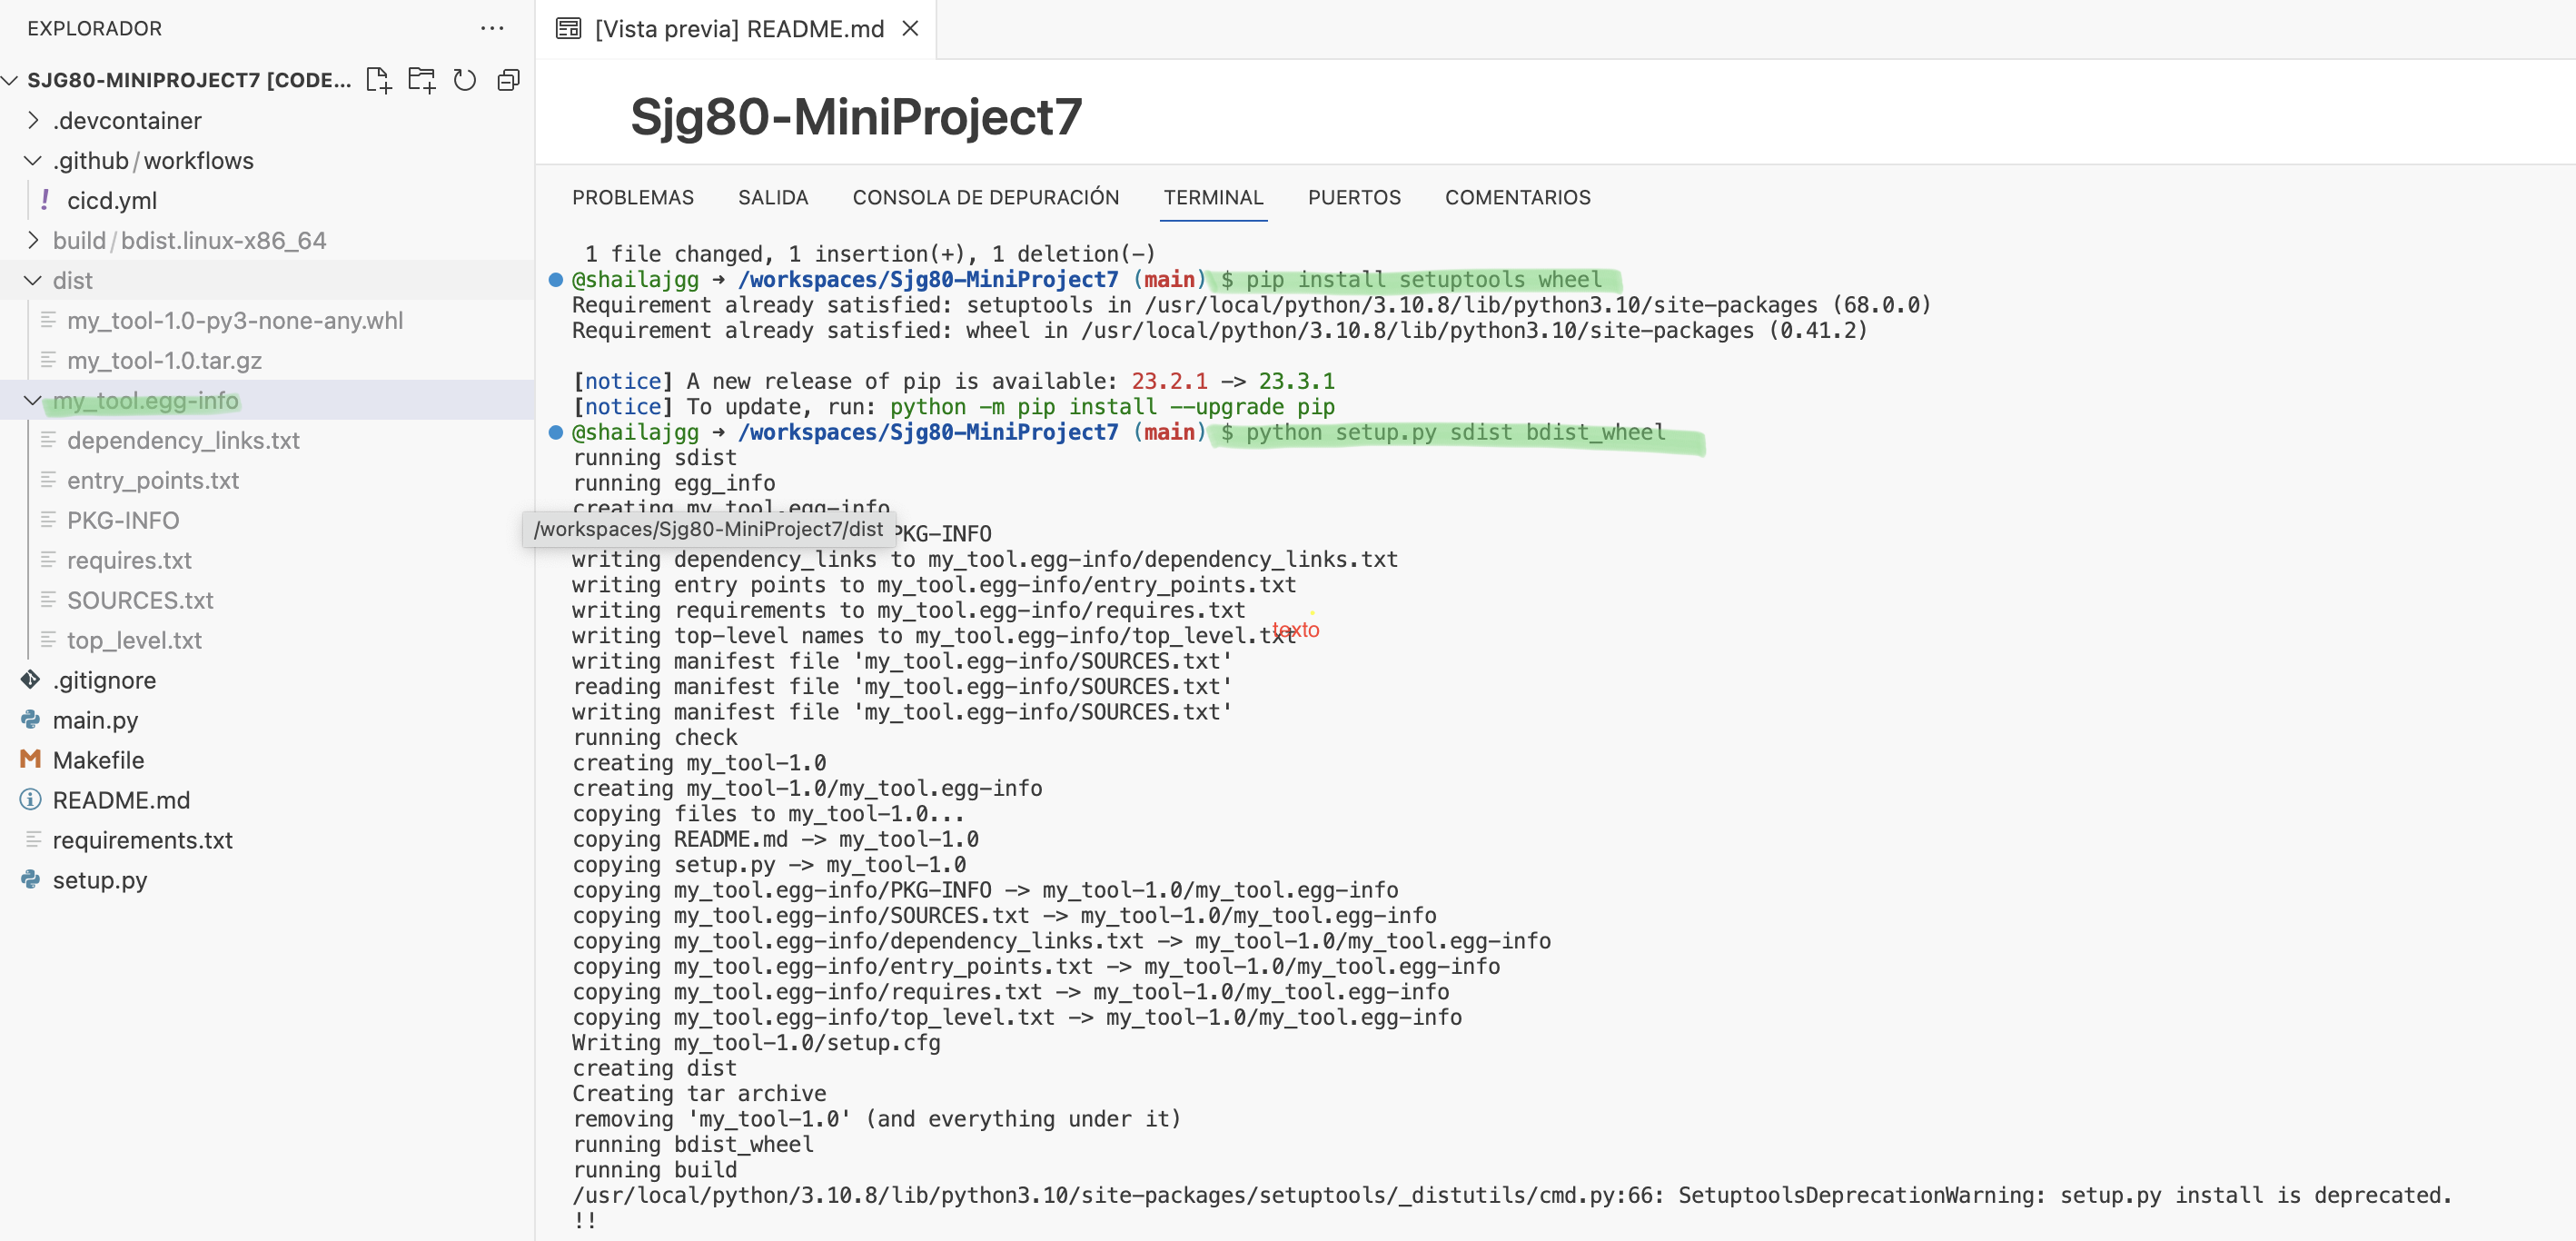 EXPLORADOR
SJG80-MINIPROJECT7 [CODE...
.devcontainer
.github/workflows
cicd.yml
build/bdist.linux-x86_64
dist
my_tool-1.0-py3-none-any.whl
my_tool-1.0.tar.gz
my_tool.egg-info
dependency_links.txt
entry_points.txt
PKG-INFO
requires.txt
SOURCES.txt
top_level.txt
.gitignore
main.py
Makefile
README.md
requirements.txt
setup.py
[Vista previa] README.md
Sjg80-MiniProject7
PROBLEMAS SALIDA CONSOLA DE DEPURACIÓN TERMINAL PUERTOS COMENTARIOS
1 file changed, 1 insertion(+), 1 deletion(-)
@shailajgg → /workspaces/Sjg80-MiniProject7 (main) $ pip install setuptools wheel
Requirement already satisfied: setuptools in /usr/local/python/3.10.8/lib/python3.10/site-packages (68.0.0)
Requirement already satisfied: wheel in /usr/local/python/3.10.8/lib/python3.10/site-packages (0.41.2)
[notice] A new release of pip is available: 23.2.1 -> 23.3.1
[notice] To update, run: python -m pip install --upgrade pip
@shailajgg → /workspaces/Sjg80-MiniProject7 (main) $ python setup.py sdist bdist_wheel
running sdist
running egg_info
creating my_tool.egg-info
/workspaces/Sjg80-MiniProject7/dist
PKG-INFO
writing dependency_links to my_tool.egg-info/dependency_links.txt
writing entry points to my_tool.egg-info/entry_points.txt
writing requirements to my_tool.egg-info/requires.txt
texto
writing top-level names to my_tool.egg-info/top_level.txt
writing manifest file 'my_tool.egg-info/SOURCES.txt'
reading manifest file 'my_tool.egg-info/SOURCES.txt'
writing manifest file 'my_tool.egg-info/SOURCES.txt'
running check
creating my_tool-1.0
creating my_tool-1.0/my_tool.egg-info
copying files to my_tool-1.0...
copying README.md -> my_tool-1.0
copying setup.py -> my_tool-1.0
copying my_tool.egg-info/PKG-INFO -> my_tool-1.0/my_tool.egg-info
copying my_tool.egg-info/SOURCES.txt -> my_tool-1.0/my_tool.egg-info
copying my_tool.egg-info/dependency_links.txt -> my_tool-1.0/my_tool.egg-info
copying my_tool.egg-info/entry_points.txt -> my_tool-1.0/my_tool.egg-info
copying my_tool.egg-info/requires.txt -> my_tool-1.0/my_tool.egg-info
copying my_tool.egg-info/top_level.txt -> my_tool-1.0/my_tool.egg-info
Writing my_tool-1.0/setup.cfg
creating dist
Creating tar archive
removing 'my_tool-1.0' (and everything under it)
running bdist_wheel
running build
/usr/local/python/3.10.8/lib/python3.10/site-packages/setuptools/_distutils/cmd.py:66: SetuptoolsDeprecationWarning: setup.py install is deprecated.
!!